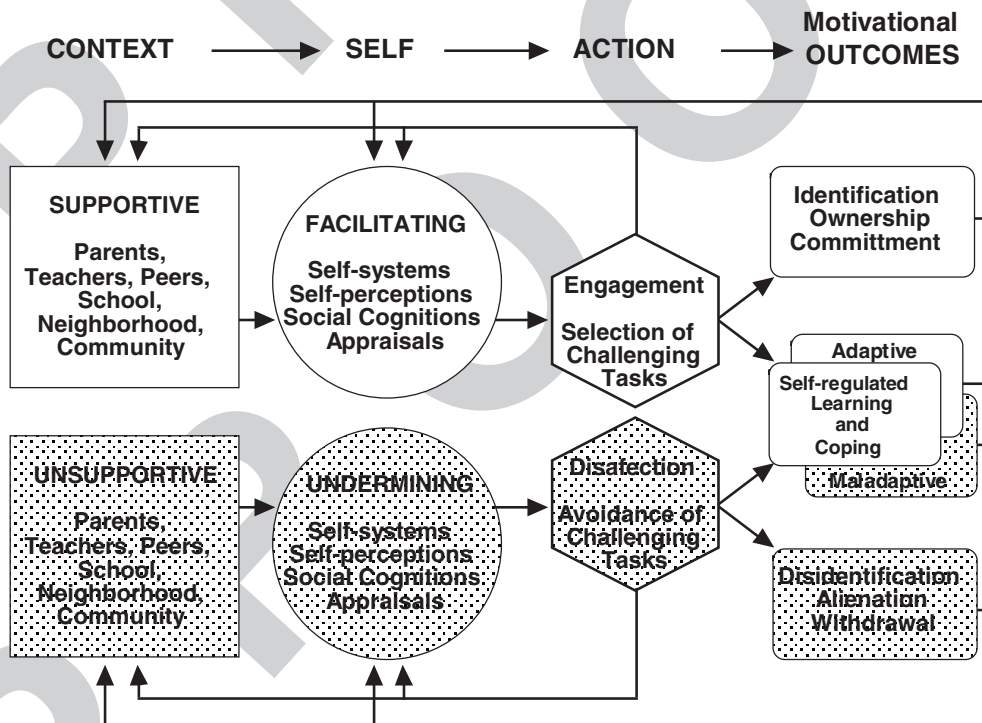 CONTEXT SELF ACTION Motivational
OUTCOMES
SUPPORTIVE
Parents,
Teachers, Peers,
School,
Neighborhood,
Community
FACILITATING
Self-systems
Self-perceptions
Social Cognitions
Appraisals
Engagement
Selection of
Challenging
Tasks
Identification
Ownership
Committment
Adaptive
Self-regulated
Learning
and
Coping
Maladaptive
UNSUPPORTIVE
Parents,
Teachers, Peers,
School,
Neighborhood,
Community
UNDERMINING
Self-systems
Self-perceptions
Social Cognitions
Appraisals
Disafection
Avoidance of
Challenging
Tasks
Disidentification
Alienation
Withdrawal